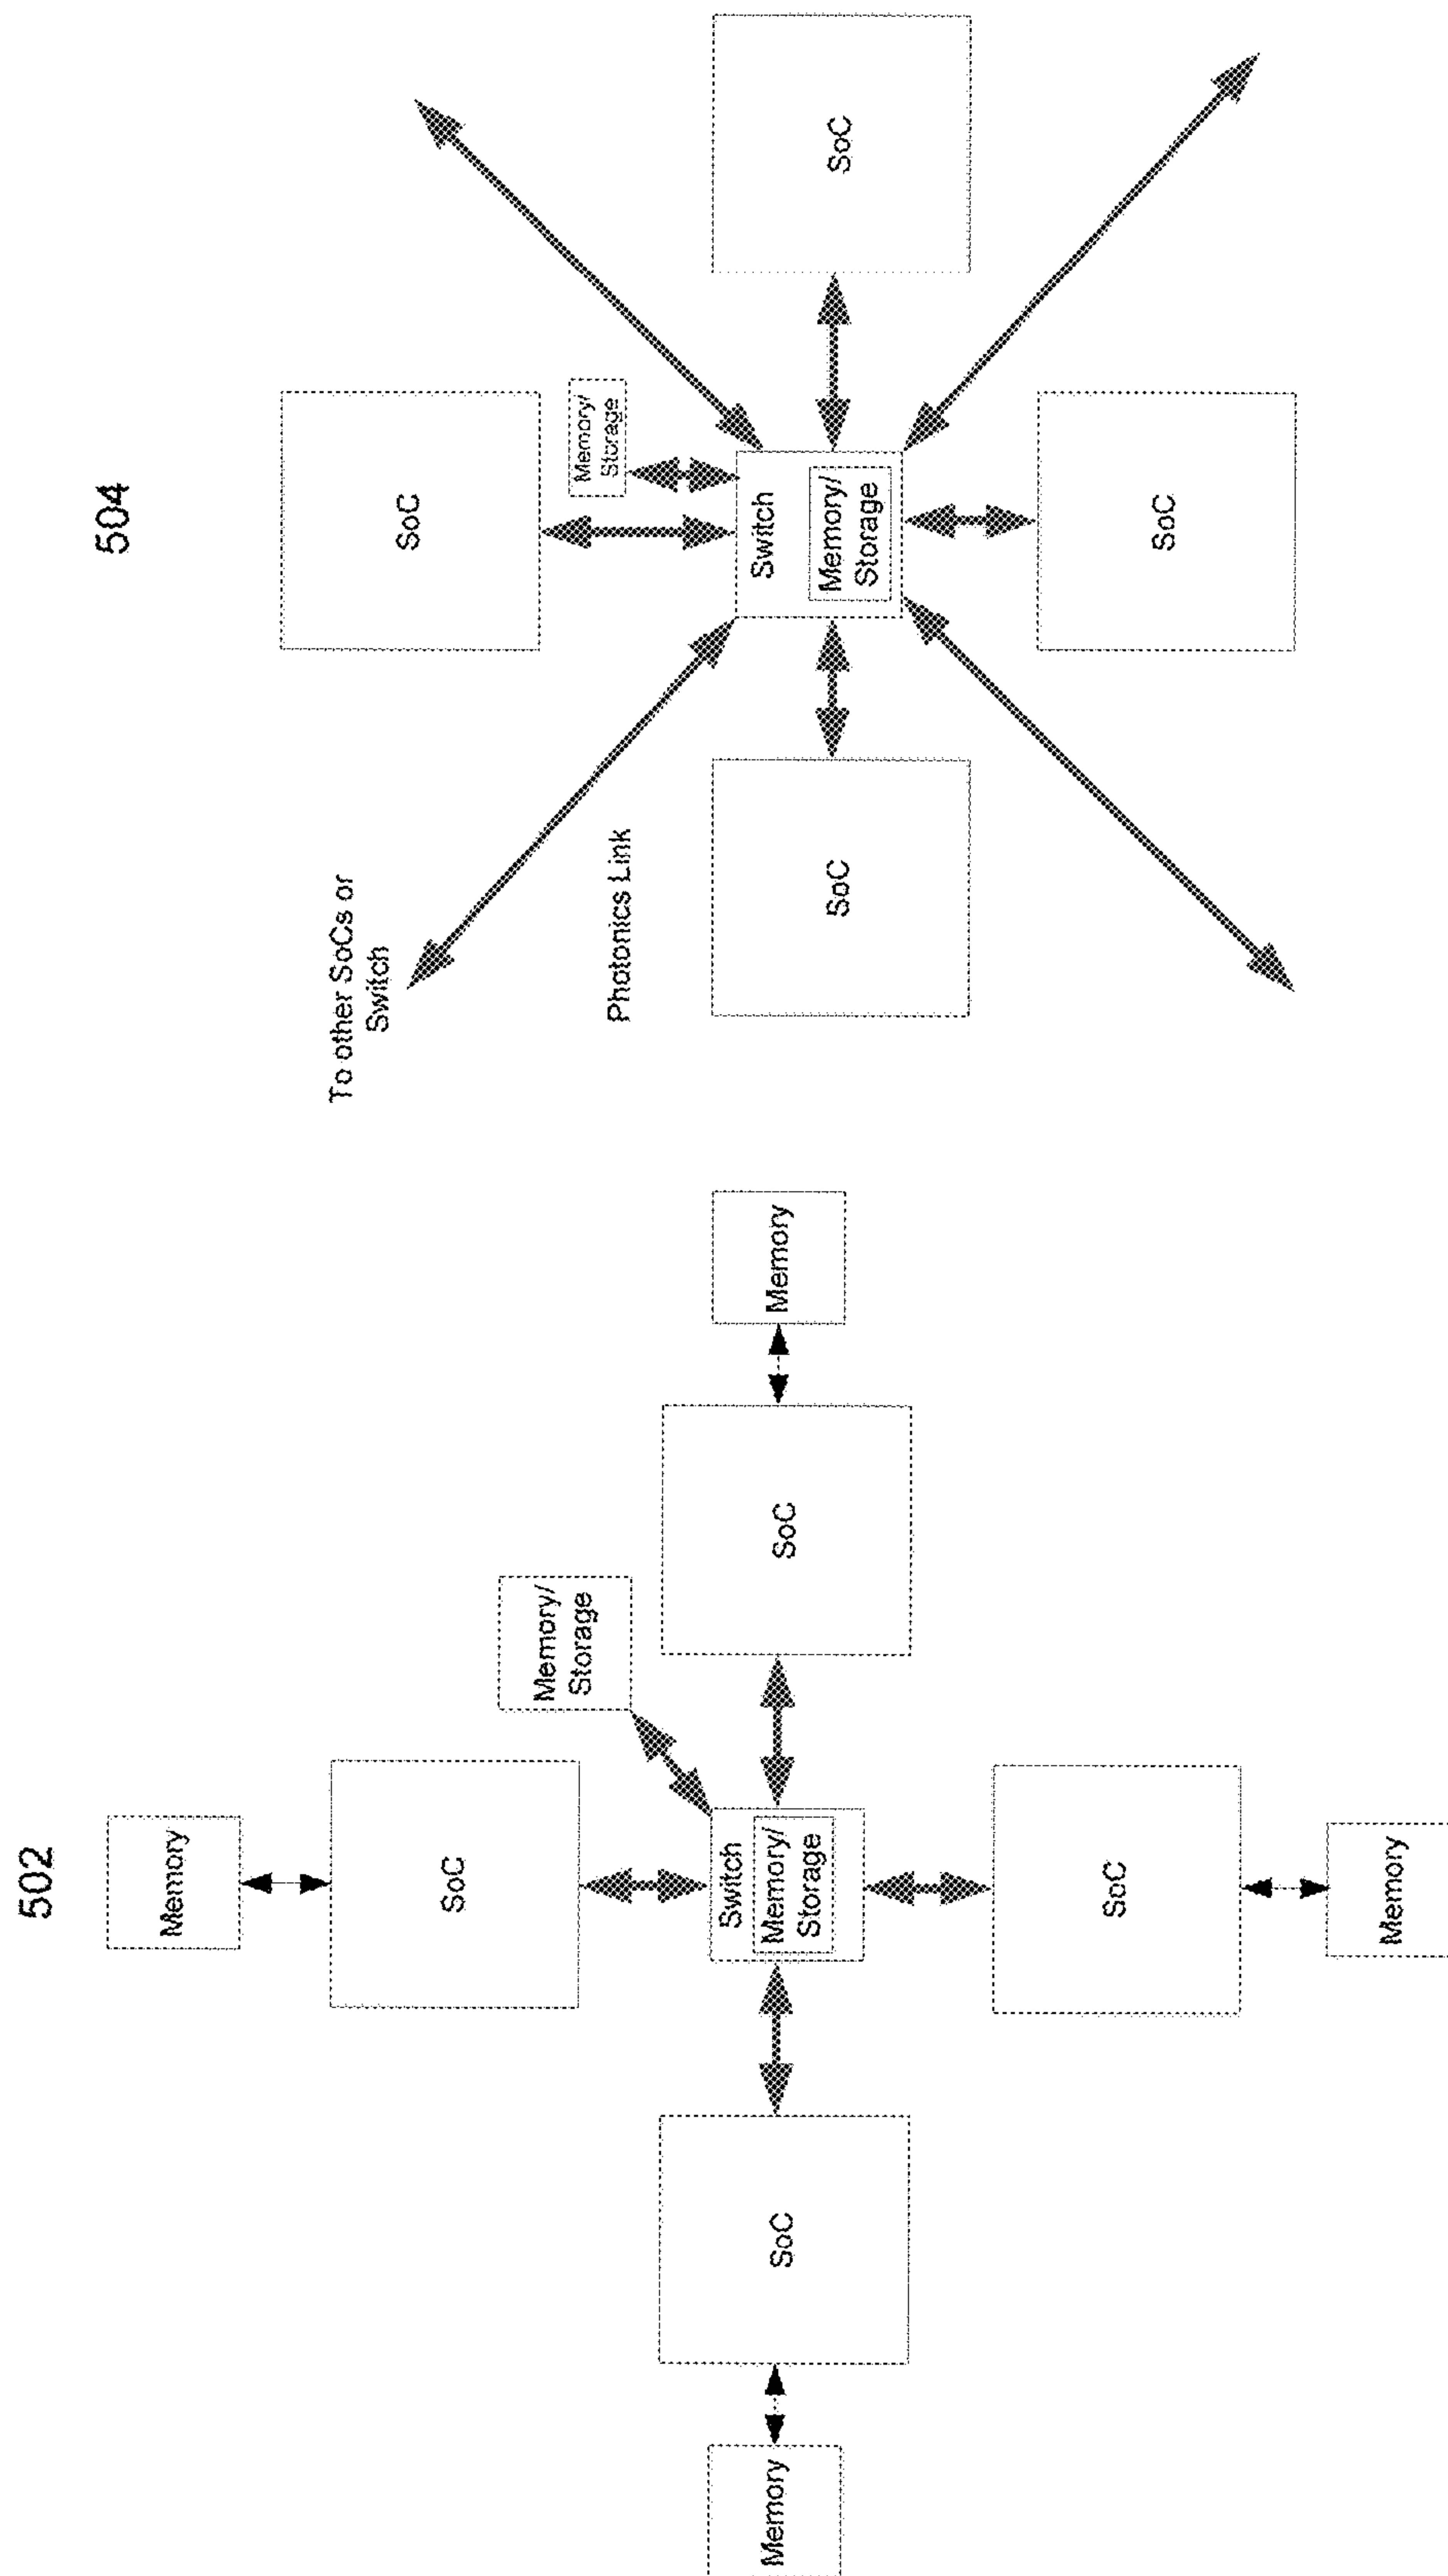 502
Memory
SoC
Memory/
Storage
Memory
SoC
Switch
Memory/
Storage
SoC
Memory
SoC
Memory
504
To other SoCs or
Switch
SoC
Memory/
Storage
Photonics Link
SoC
Switch
Memory/
Storage
SoC
SoC